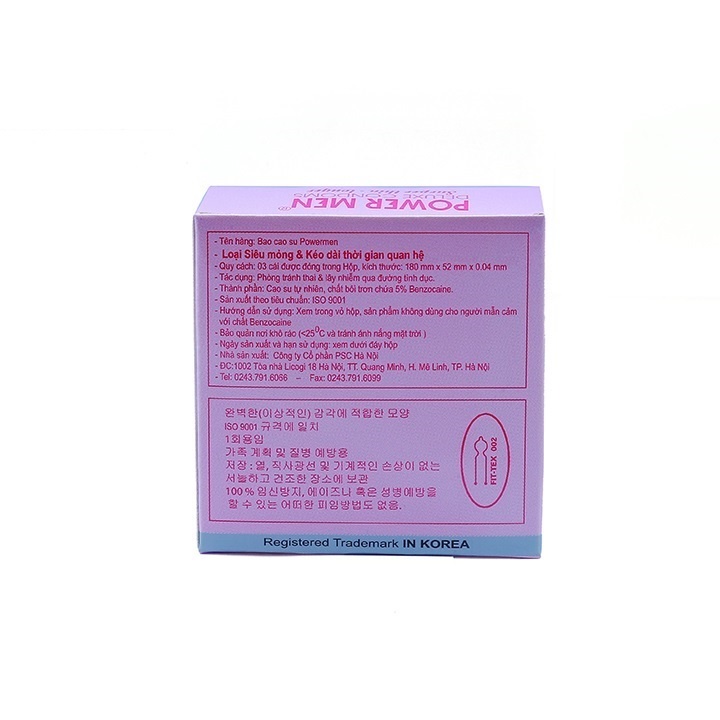 POWER MEN®
DELUXE CONDOMS
Supper thin - longer
- Tên hàng: Bao cao su Powermen
- Loại Siêu mỏng & Kéo dài thời gian quan hệ
- Quy cách: 03 cái được đóng trong Hộp, kích thước: 180 mm x 52 mm x 0.04 mm
- Tác dụng: Phòng tránh thai & lây nhiễm qua đường tình dục.
- Thành phần: Cao su tự nhiên, chất bôi trơn chứa 5% Benzocaine.
- Sản xuất theo tiêu chuẩn: ISO 9001
- Hướng dẫn sử dụng: Xem trong vỏ hộp, sản phẩm không dùng cho người mẫn cảm
với chất Benzocaine
- Bảo quản nơi khô ráo (<25⁰C và tránh ánh nắng mặt trời )
- Ngày sản xuất và hạn sử dụng: xem dưới đáy hộp
- Nhà sản xuất: Công ty Cổ phần PSC Hà Nội
- ĐC:1002 Tòa nhà Licogi 18 Hà Nội, TT. Quang Minh, H. Mê Linh, TP. Hà Nội
- Tel: 0243.791.6066 – Fax: 0243.791.6099
완벽한(이상적인) 감각에 적합한 모양
ISO 9001 규격에 일치
1회용임
가족 계획 및 질병 예방용
저장 : 열, 직사광선 및 기계적인 손상이 없는
서늘하고 건조한 장소에 보관
100 % 임신방지, 에이즈나 혹은 성병예방을
할 수 있는 어떠한 피임방법도 없음.
FIT-TEX 002
Registered Trademark IN KOREA